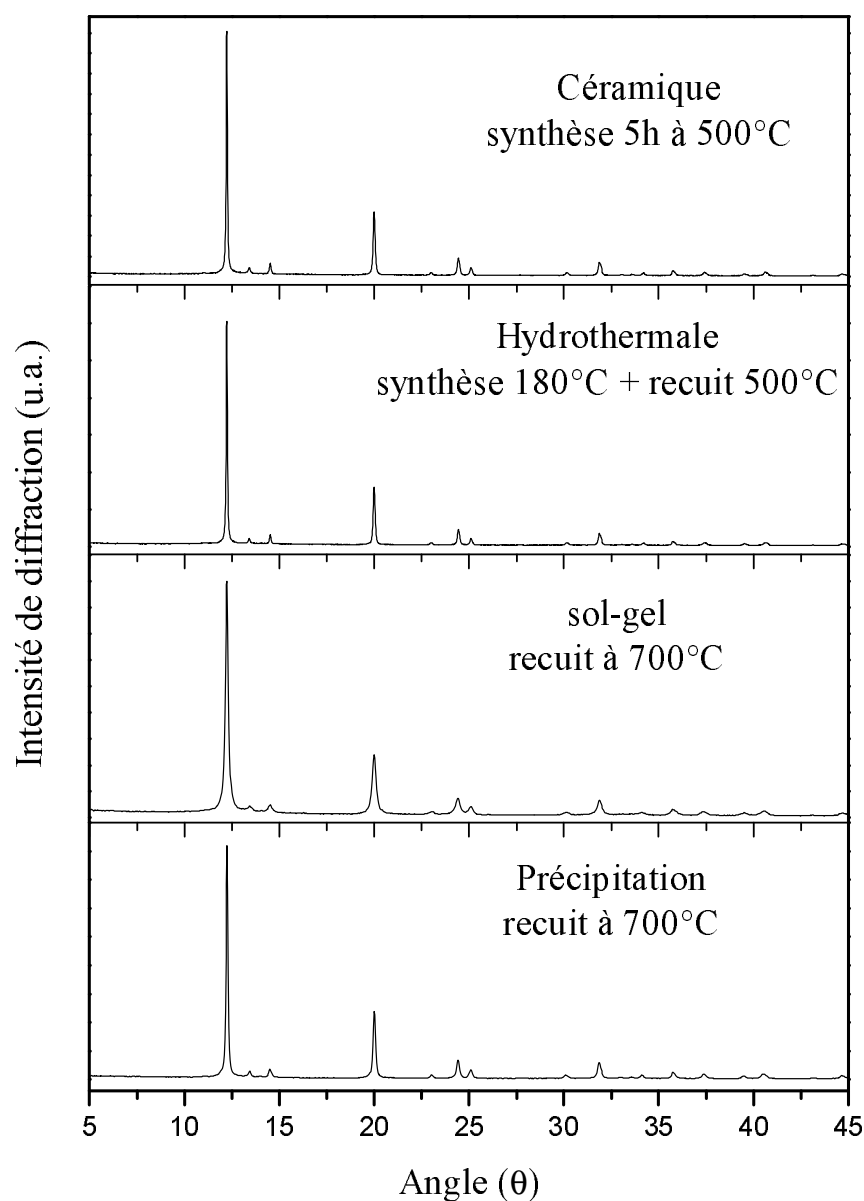 Céramique
synthèse 5h à 500°C
Hydrothermale
synthèse 180°C + recuit 500°C
sol-gel
recuit à 700°C
Précipitation
recuit à 700°C
Intensité de diffraction (u.a.)
5 10 15 20 25 30 35 40 45
Angle (θ)